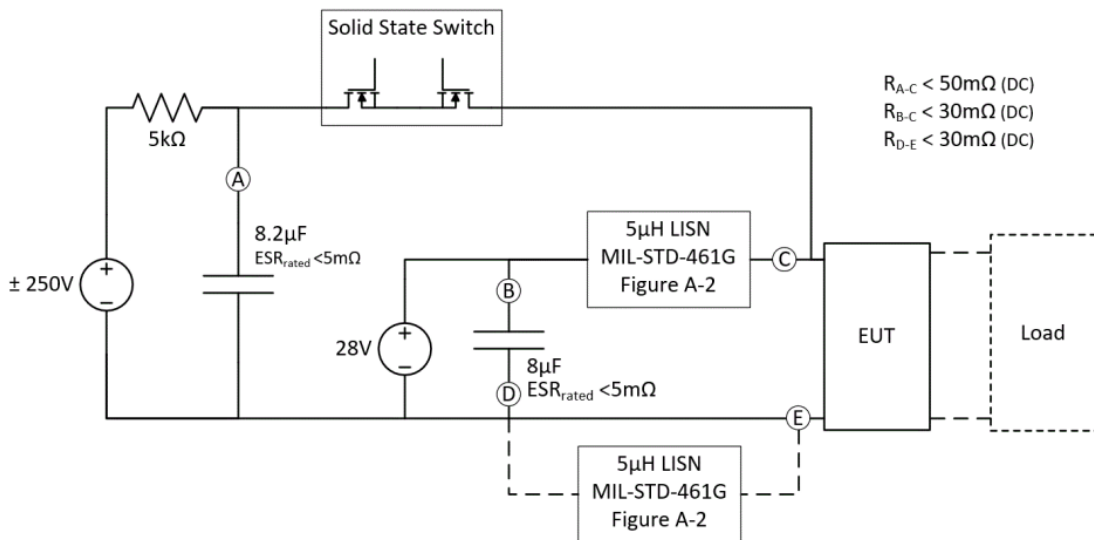 Solid State Switch
R_A-C < 50mΩ (DC)
R_B-C < 30mΩ (DC)
R_D-E < 30mΩ (DC)
5kΩ
A
8.2µF
ESR_rated <5mΩ
± 250V
+
−
5µH LISN
MIL-STD-461G
Figure A-2
C
B
28V
+
−
8µF
ESR_rated <5mΩ
D
E
EUT
Load
5µH LISN
MIL-STD-461G
Figure A-2